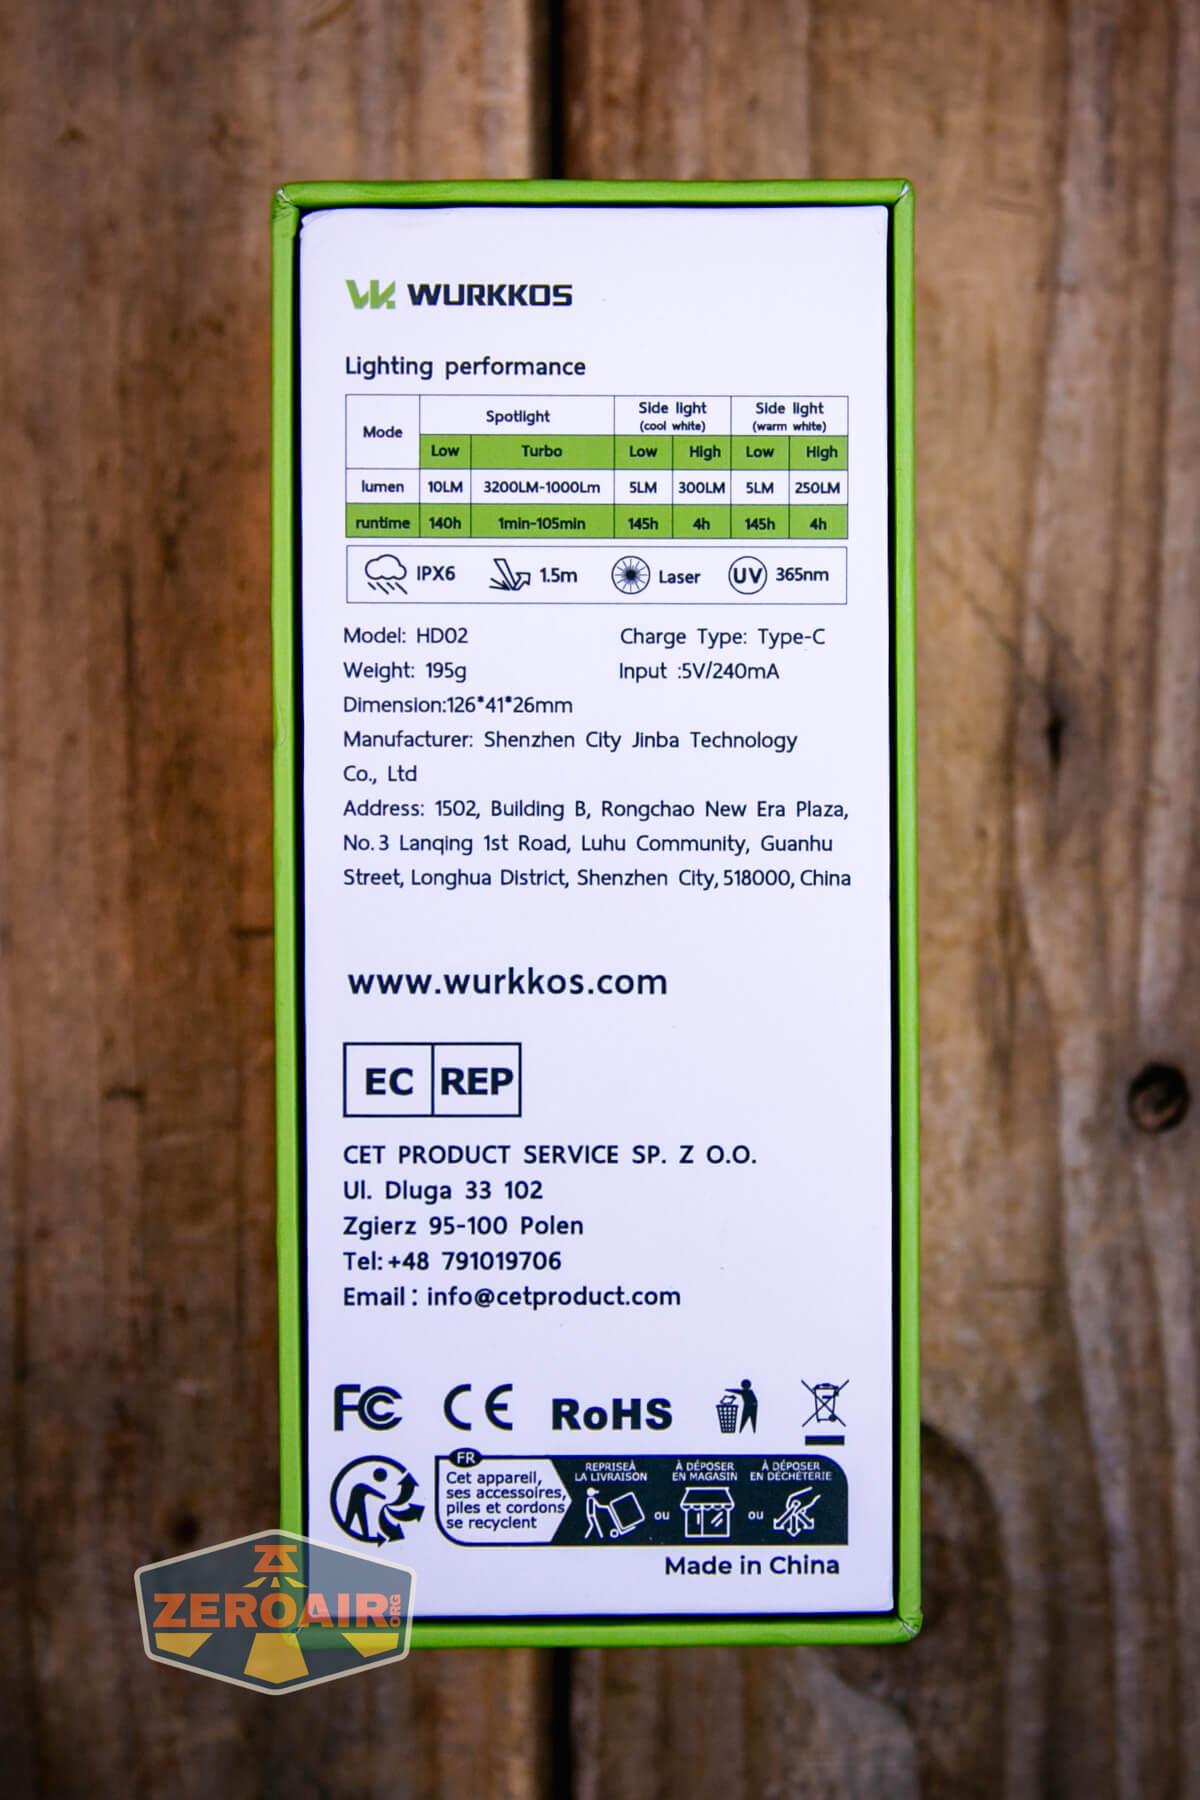 WURKKOS
Lighting performance
Mode Spotlight Side light (cool white) Side light (warm white)
Low Turbo Low High Low High
lumen 10LM 3200LM-1000Lm 5LM 300LM 5LM 250LM
runtime 140h 1min-105min 145h 4h 145h 4h
IPX6 1.5m Laser UV 365nm
Model: HD02 Charge Type: Type-C
Weight: 195g Input :5V/240mA
Dimension:126*41*26mm
Manufacturer: Shenzhen City Jinba Technology
Co., Ltd
Address: 1502, Building B, Rongchao New Era Plaza,
No.3 Lanqing 1st Road, Luhu Community, Guanhu
Street, Longhua District, Shenzhen City, 518000, China
www.wurkkos.com
EC REP
CET PRODUCT SERVICE SP. Z O.O.
Ul. Dluga 33 102
Zgierz 95-100 Polen
Tel:+48 791019706
Email : info@cetproduct.com
FC CE RoHS
FR
Cet appareil,
ses accessoires,
piles et cordons
se recyclent
REPRISEÀ
LA LIVRAISON
ou
À DÉPOSER
EN MAGASIN
ou
À DÉPOSER
EN DÉCHÈTERIE
Made in China
ZEROAIR.ORG